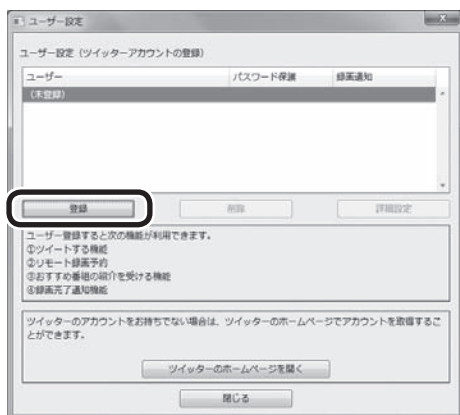 ユーザー設定
ユーザー設定（ツイッターアカウントの登録）
ユーザー パスワード保護 録画通知
（未登録）
登録 削除 詳細設定
ユーザー登録すると次の機能が利用できます。
①ツイートする機能
②リモート録画予約
③おすすめ番組の紹介を受ける機能
④録画完了通知機能
ツイッターのアカウントをお持ちでない場合は、ツイッターのホームページでアカウントを取得するこ
とができます。
ツイッターのホームページを開く
閉じる